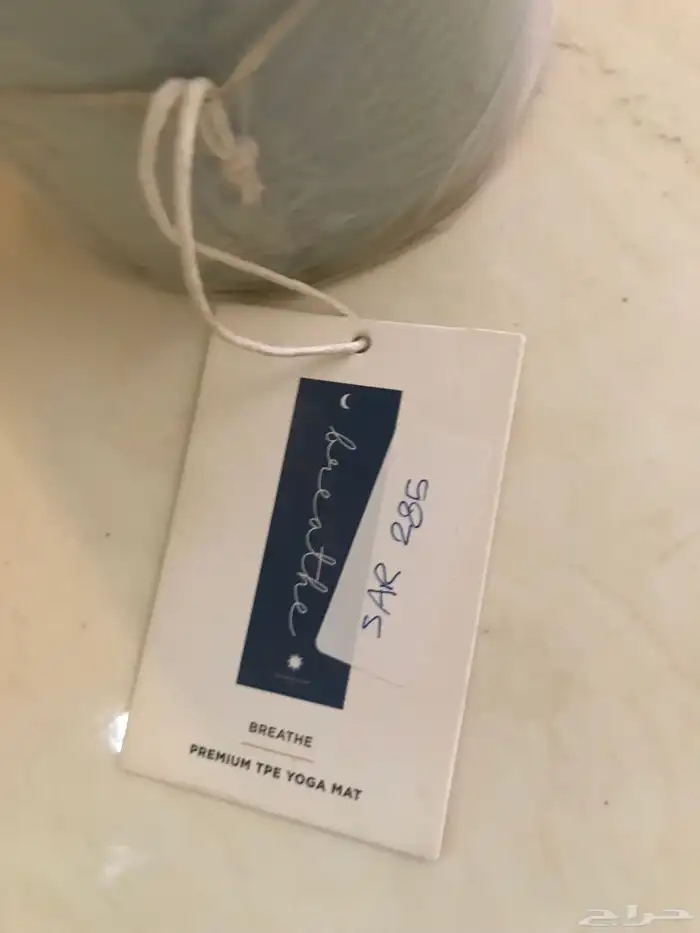 breathe
SAR 285
BREATHE
PREMIUM TPE YOGA MAT
حراج